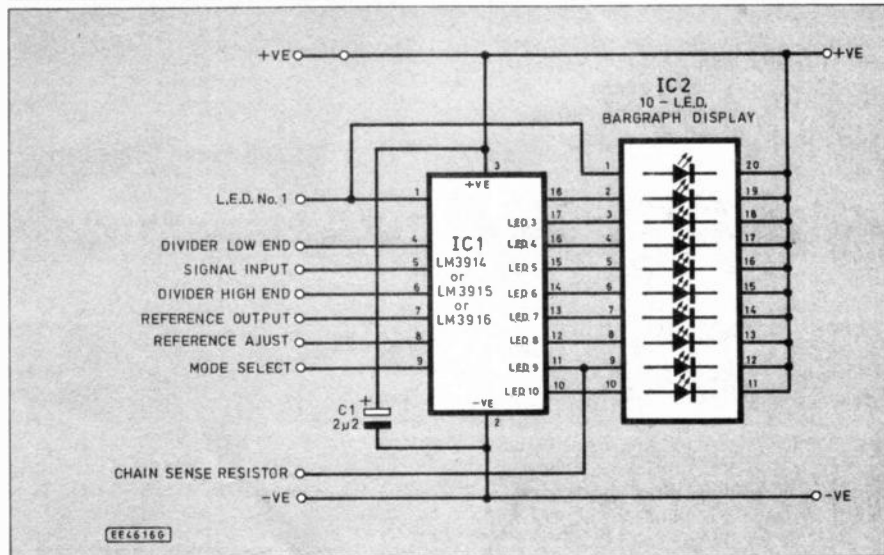 +VE
+VE
IC2
10 - L.E.D.
BARGRAPH DISPLAY
3
+VE
1 20
L.E.D. No. 1 1 16 2 19
LED 3 17 3 18
DIVIDER LOW END 4 LED 4 16 4 17
IC1
SIGNAL INPUT 5 LM3914 LED 5 15 5 16
or
DIVIDER HIGH END 6 LM3915 LED 6 14 6 15
or
REFERENCE OUTPUT 7 LM3916 LED 7 13 7 14
REFERENCE AJUST 8 LED 8 12 8 13
MODE SELECT 9 LED 9 11 9 12
LED 10 10 10 11
-VE
2
+
C1
2µ2
CHAIN SENSE RESISTOR
-VE
-VE
EE4616G